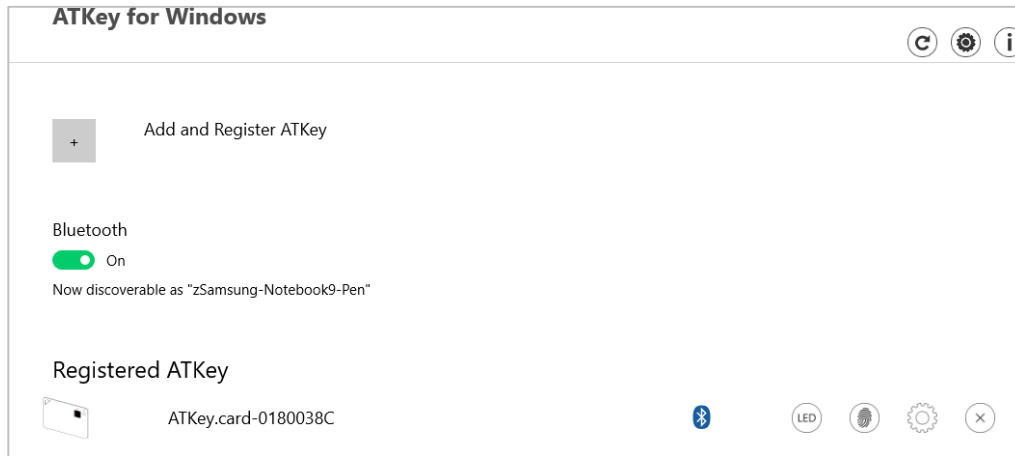 ATKey for Windows
i
+
Add and Register ATKey
Bluetooth
On
Now discoverable as "zSamsung-Notebook9-Pen"
Registered ATKey
ATKey.card-0180038C
LED